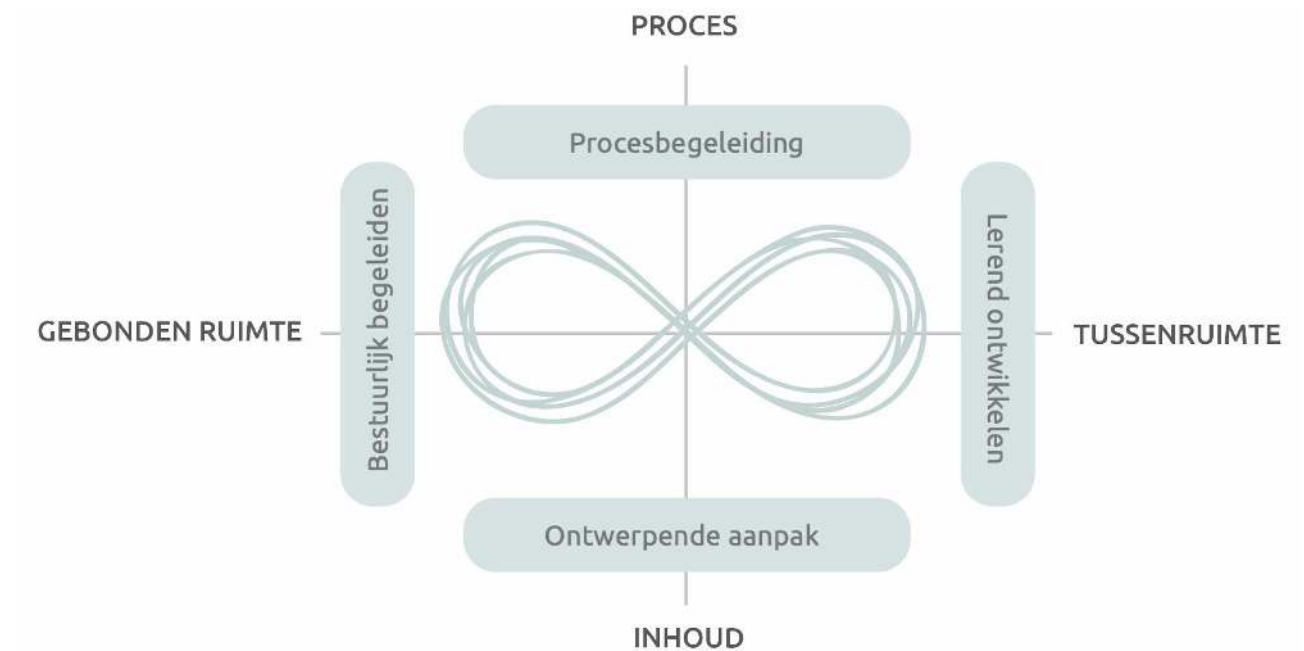 PROCES
Procesbegeleiding
Bestuurlijk begeleiden
Lerend ontwikkelen
GEBONDEN RUIMTE
TUSSENRUIMTE
Ontwerpende aanpak
INHOUD